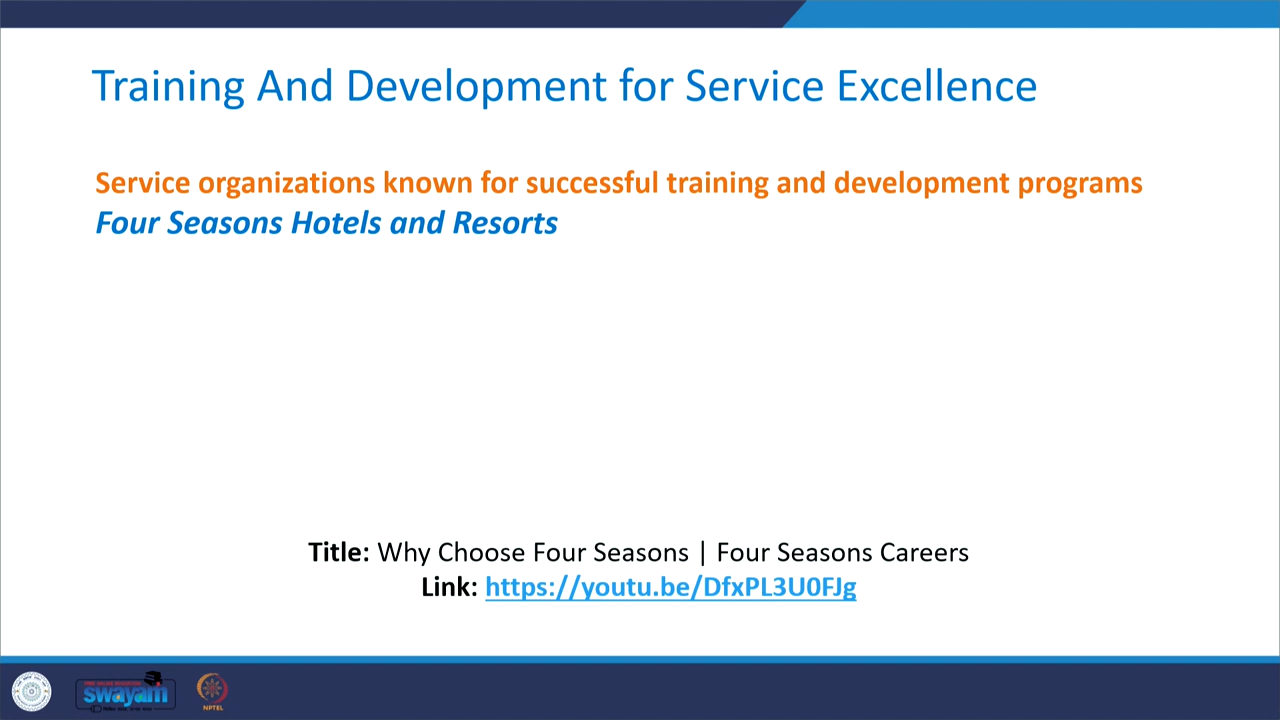 Training And Development for Service Excellence
Service organizations known for successful training and development programs
Four Seasons Hotels and Resorts
Title: Why Choose Four Seasons | Four Seasons Careers
Link: https://youtu.be/DfxPL3U0FJg
swayam
NPTEL